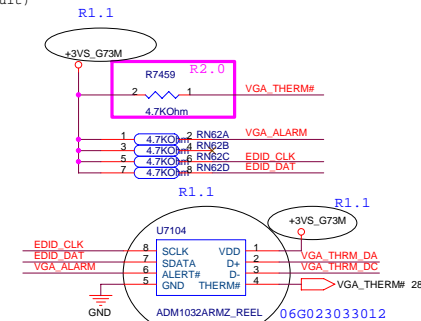 R1.1
+3VS_G73M
R2.0
R7459
2 1 VGA_THERM#
4.7KOhm
1 4.7KOhm 2 RN62A VGA_ALARM
3 4.7KOhm 4 RN62B
5 4.7KOhm 6 RN62C EDID_CLK
7 4.7KOhm 8 RN62D EDID_DAT
R1.1
R1.1
+3VS_G73M
U7104
EDID_CLK 8 SCLK VDD 1
EDID_DAT 7 SDATA D+ 2 VGA_THRM_DA
VGA_ALARM 6 ALERT# D- 3 VGA_THRM_DC
5 GND THERM# 4 VGA_THERM# 28
GND
ADM1032ARMZ_REEL 06G023033012